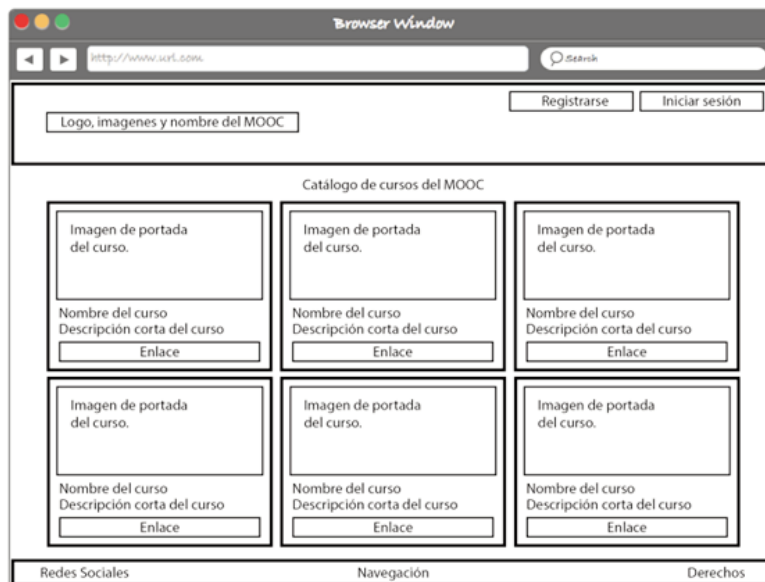 Browser Window
http://www.url.com
Search
Registrarse
Iniciar sesión
Logo, imagenes y nombre del MOOC
Catálogo de cursos del MOOC
Imagen de portada
del curso.
Nombre del curso
Descripción corta del curso
Enlace
Imagen de portada
del curso.
Nombre del curso
Descripción corta del curso
Enlace
Imagen de portada
del curso.
Nombre del curso
Descripción corta del curso
Enlace
Imagen de portada
del curso.
Nombre del curso
Descripción corta del curso
Enlace
Imagen de portada
del curso.
Nombre del curso
Descripción corta del curso
Enlace
Imagen de portada
del curso.
Nombre del curso
Descripción corta del curso
Enlace
Redes Sociales
Navegación
Derechos